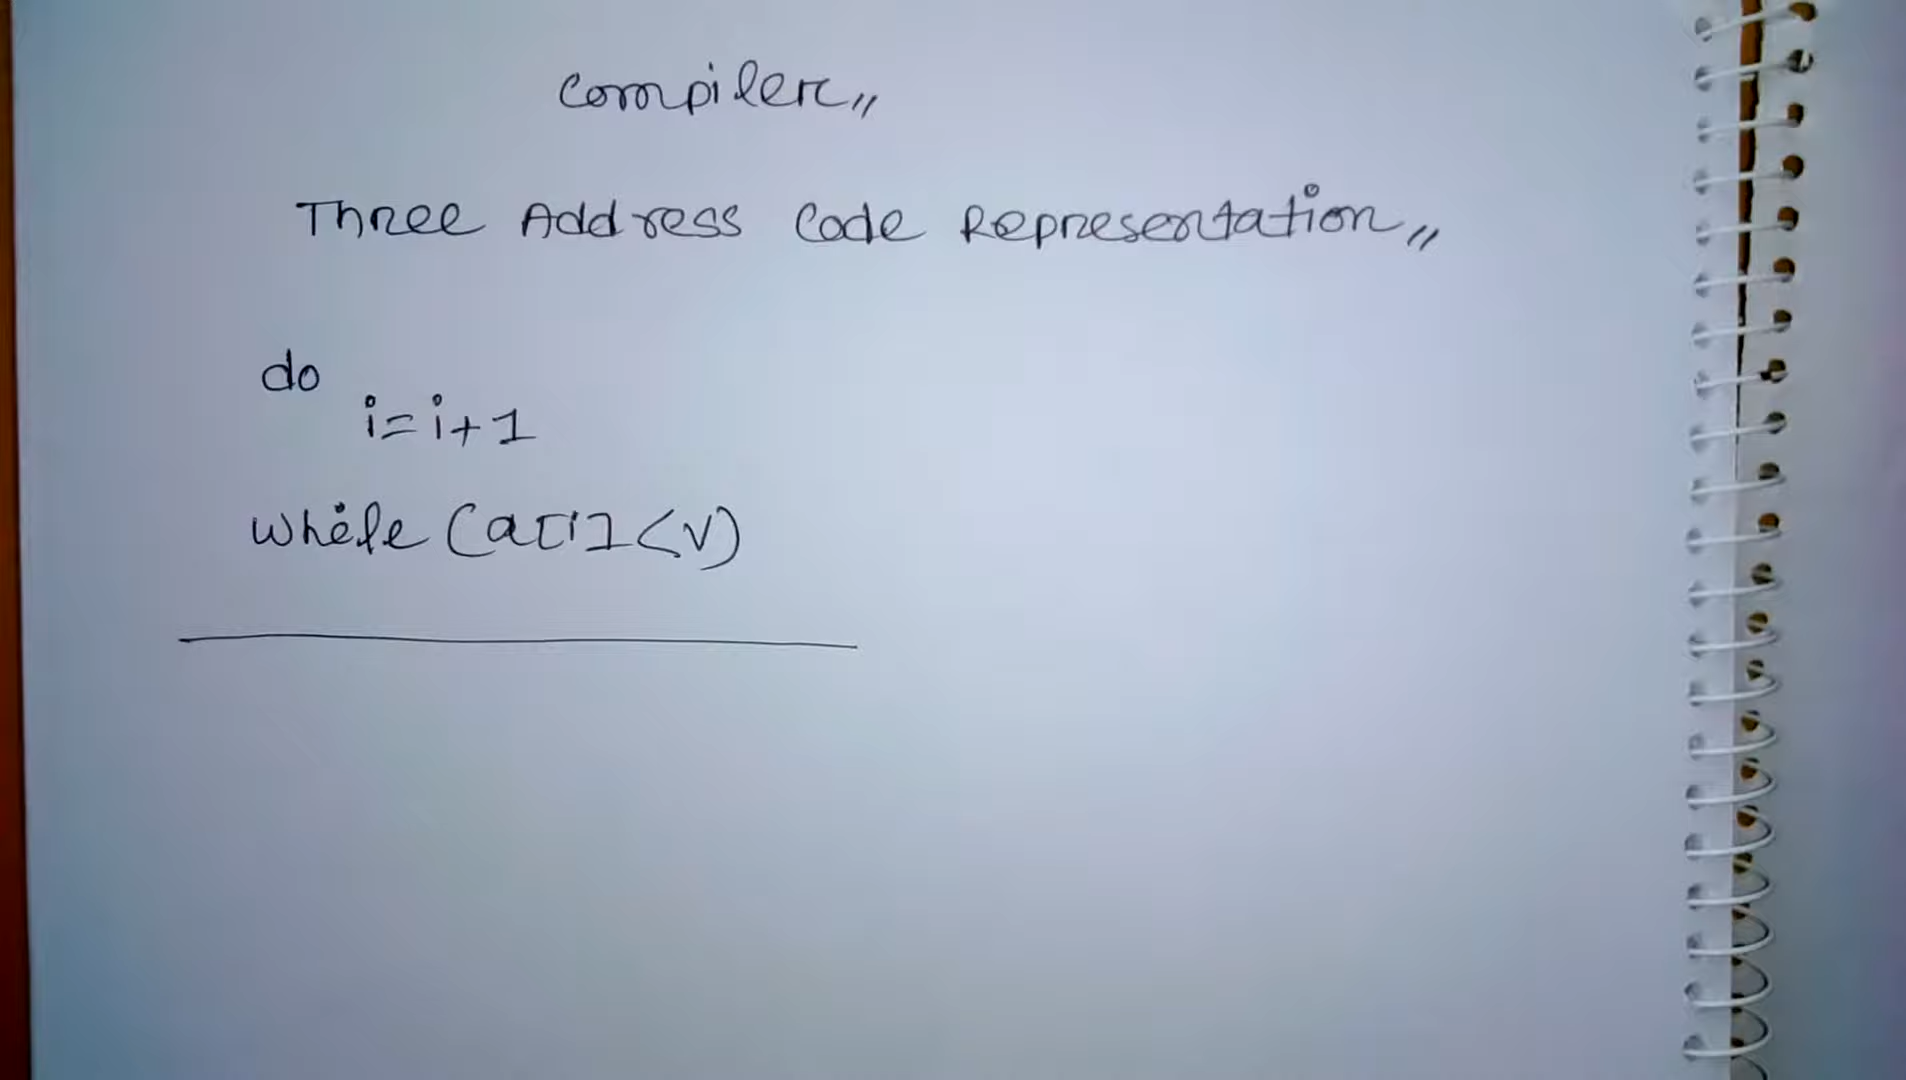 Compiler,,
Three Address Code Representation,,
do
i=i+1
while (a[i]<v)